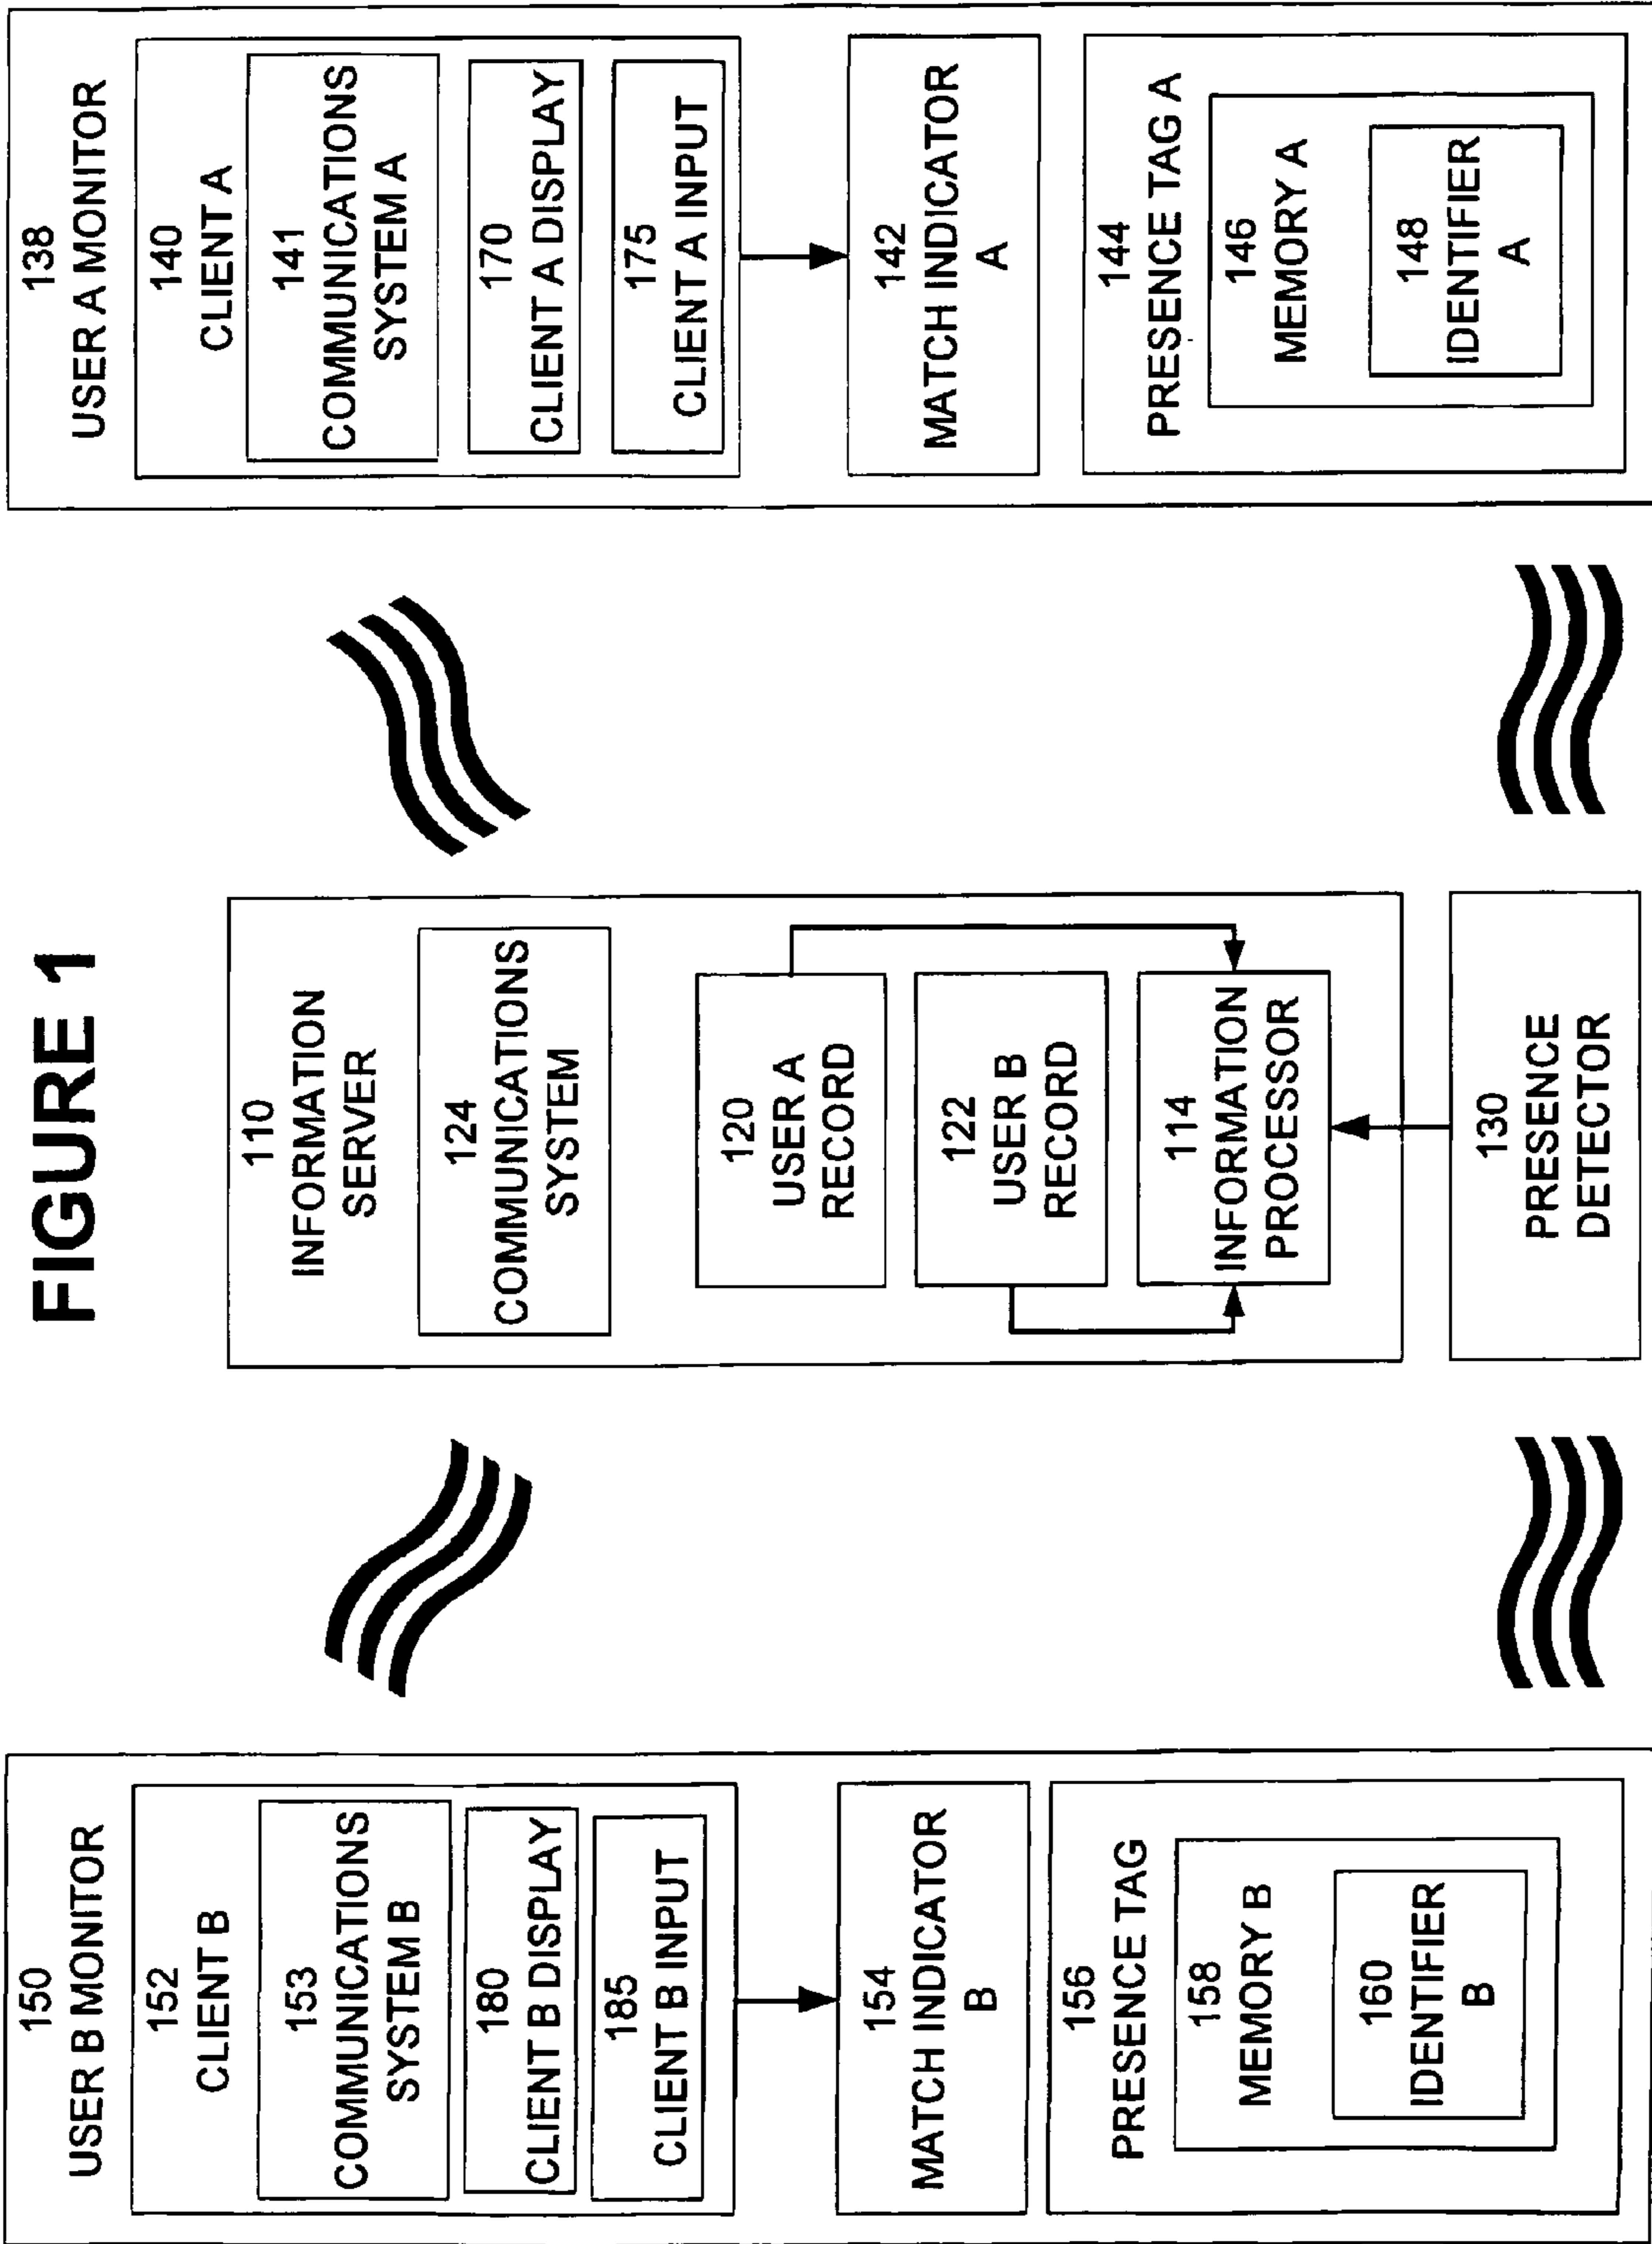 FIGURE 1
150
USER B MONITOR
152
CLIENT B
153
COMMUNICATIONS
SYSTEM B
180
CLIENT B DISPLAY
185
CLIENT B INPUT
154
MATCH INDICATOR
B
156
PRESENCE TAG
158
MEMORY B
160
IDENTIFIER
B
110
INFORMATION
SERVER
124
COMMUNICATIONS
SYSTEM
120
USER A
RECORD
122
USER B
RECORD
114
INFORMATION
PROCESSOR
130
PRESENCE
DETECTOR
138
USER A MONITOR
140
CLIENT A
141
COMMUNICATIONS
SYSTEM A
170
CLIENT A DISPLAY
175
CLIENT A INPUT
142
MATCH INDICATOR
A
144
PRESENCE TAG A
146
MEMORY A
148
IDENTIFIER
A